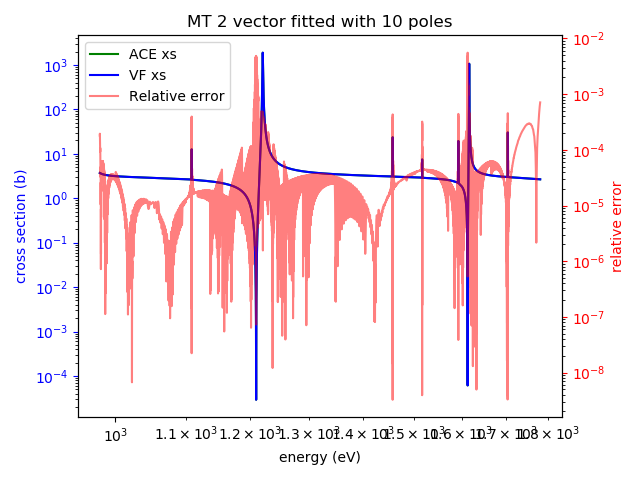 MT 2 vector fitted with 10 poles
ACE xs
VF xs
Relative error
10³
10²
10¹
10⁰
10⁻¹
10⁻²
10⁻³
10⁻⁴
cross section (b)
10⁻²
10⁻³
10⁻⁴
10⁻⁵
10⁻⁶
10⁻⁷
10⁻⁸
relative error
10³ 1.1 × 10³ 1.2 × 10³ 1.3 × 10³ 1.4 × 10³ 1.5 × 10³ 1.6 × 10³ 1.7 × 10³ 1.8 × 10³
energy (eV)